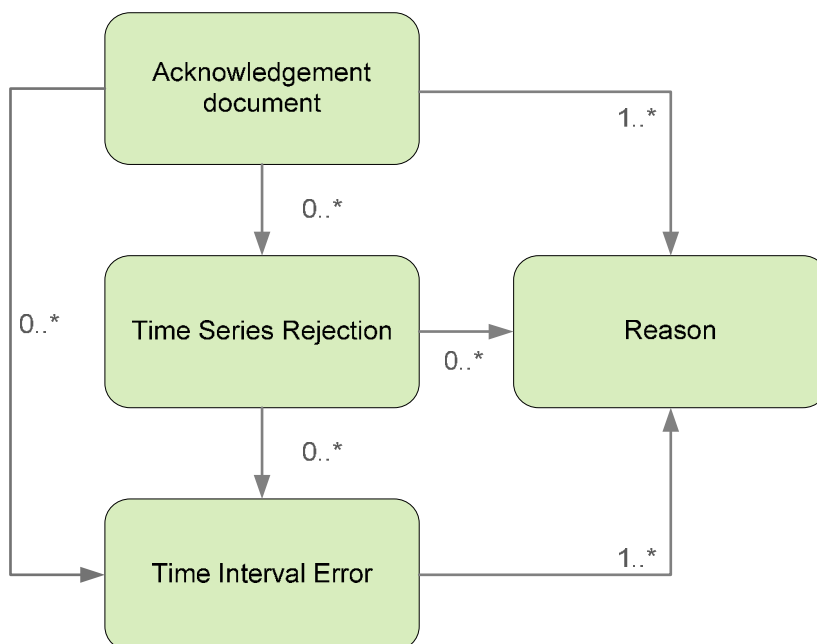 Acknowledgement
document
1..*
0..*
0..*
Time Series Rejection
0..*
Reason
0..*
1..*
Time Interval Error